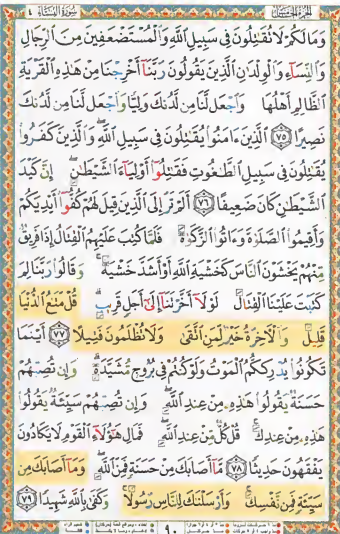 الجزء الخامس سورة النساء ٤
وَمَا لَكُمْ لَا تُقَٰتِلُونَ فِى سَبِيلِ ٱللَّهِ وَٱلْمُسْتَضْعَفِينَ مِنَ ٱلرِّجَالِ
وَٱلنِّسَآءِ وَٱلْوِلْدَٰنِ ٱلَّذِينَ يَقُولُونَ رَبَّنَآ أَخْرِجْنَا مِنْ هَٰذِهِ ٱلْقَرْيَةِ
ٱلظَّالِمِ أَهْلُهَا وَٱجْعَل لَّنَا مِن لَّدُنكَ وَلِيًّا وَٱجْعَل لَّنَا مِن لَّدُنكَ
نَصِيرًا ٧٥ ٱلَّذِينَ ءَامَنُوا۟ يُقَٰتِلُونَ فِى سَبِيلِ ٱللَّهِ ۖ وَٱلَّذِينَ كَفَرُوا۟
يُقَٰتِلُونَ فِى سَبِيلِ ٱلطَّٰغُوتِ فَقَٰتِلُوٓا۟ أَوْلِيَآءَ ٱلشَّيْطَٰنِ ۖ إِنَّ كَيْدَ
ٱلشَّيْطَٰنِ كَانَ ضَعِيفًا ٧٦ أَلَمْ تَرَ إِلَى ٱلَّذِينَ قِيلَ لَهُمْ كُفُّوٓا۟ أَيْدِيَكُمْ
وَأَقِيمُوا۟ ٱلصَّلَوٰةَ وَءَاتُوا۟ ٱلزَّكَوٰةَ فَلَمَّا كُتِبَ عَلَيْهِمُ ٱلْقِتَالُ إِذَا فَرِيقٌ
مِّنْهُمْ يَخْشَوْنَ ٱلنَّاسَ كَخَشْيَةِ ٱللَّهِ أَوْ أَشَدَّ خَشْيَةً ۚ وَقَالُوا۟ رَبَّنَا لِمَ
كَتَبْتَ عَلَيْنَا ٱلْقِتَالَ لَوْلَآ أَخَّرْتَنَآ إِلَىٰٓ أَجَلٍ قَرِيبٍ ۗ قُلْ مَتَٰعُ ٱلدُّنْيَا
قَلِيلٌ وَٱلْءَاخِرَةُ خَيْرٌ لِّمَنِ ٱتَّقَىٰ وَلَا تُظْلَمُونَ فَتِيلًا ٧٧ أَيْنَمَا
تَكُونُوا۟ يُدْرِككُّمُ ٱلْمَوْتُ وَلَوْ كُنتُمْ فِى بُرُوجٍ مُّشَيَّدَةٍ ۗ وَإِن تُصِبْهُمْ
حَسَنَةٌ يَقُولُوا۟ هَٰذِهِۦ مِنْ عِندِ ٱللَّهِ ۖ وَإِن تُصِبْهُمْ سَيِّئَةٌ يَقُولُوا۟
هَٰذِهِۦ مِنْ عِندِكَ ۚ قُلْ كُلٌّ مِّنْ عِندِ ٱللَّهِ ۖ فَمَالِ هَٰٓؤُلَآءِ ٱلْقَوْمِ لَا يَكَادُونَ
يَفْقَهُونَ حَدِيثًا ٧٨ مَّآ أَصَابَكَ مِنْ حَسَنَةٍ فَمِنَ ٱللَّهِ ۖ وَمَآ أَصَابَكَ مِن
سَيِّئَةٍ فَمِن نَّفْسِكَ ۚ وَأَرْسَلْنَٰكَ لِلنَّاسِ رَسُولًا ۚ وَكَفَىٰ بِٱللَّهِ شَهِيدًا ٧٩
٩٠